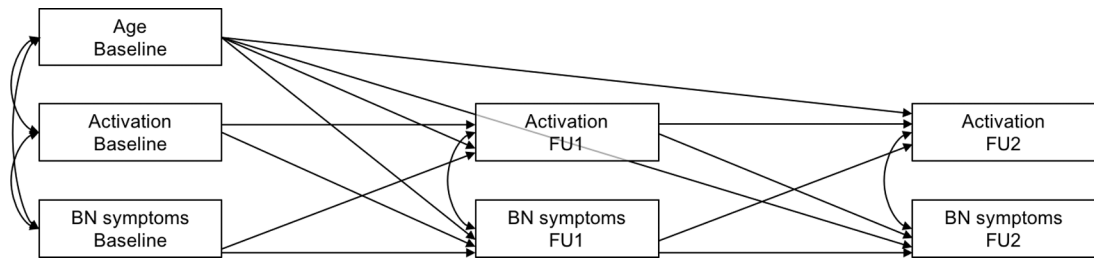 Age
Baseline
Activation
Baseline
Activation
FU1
Activation
FU2
BN symptoms
Baseline
BN symptoms
FU1
BN symptoms
FU2